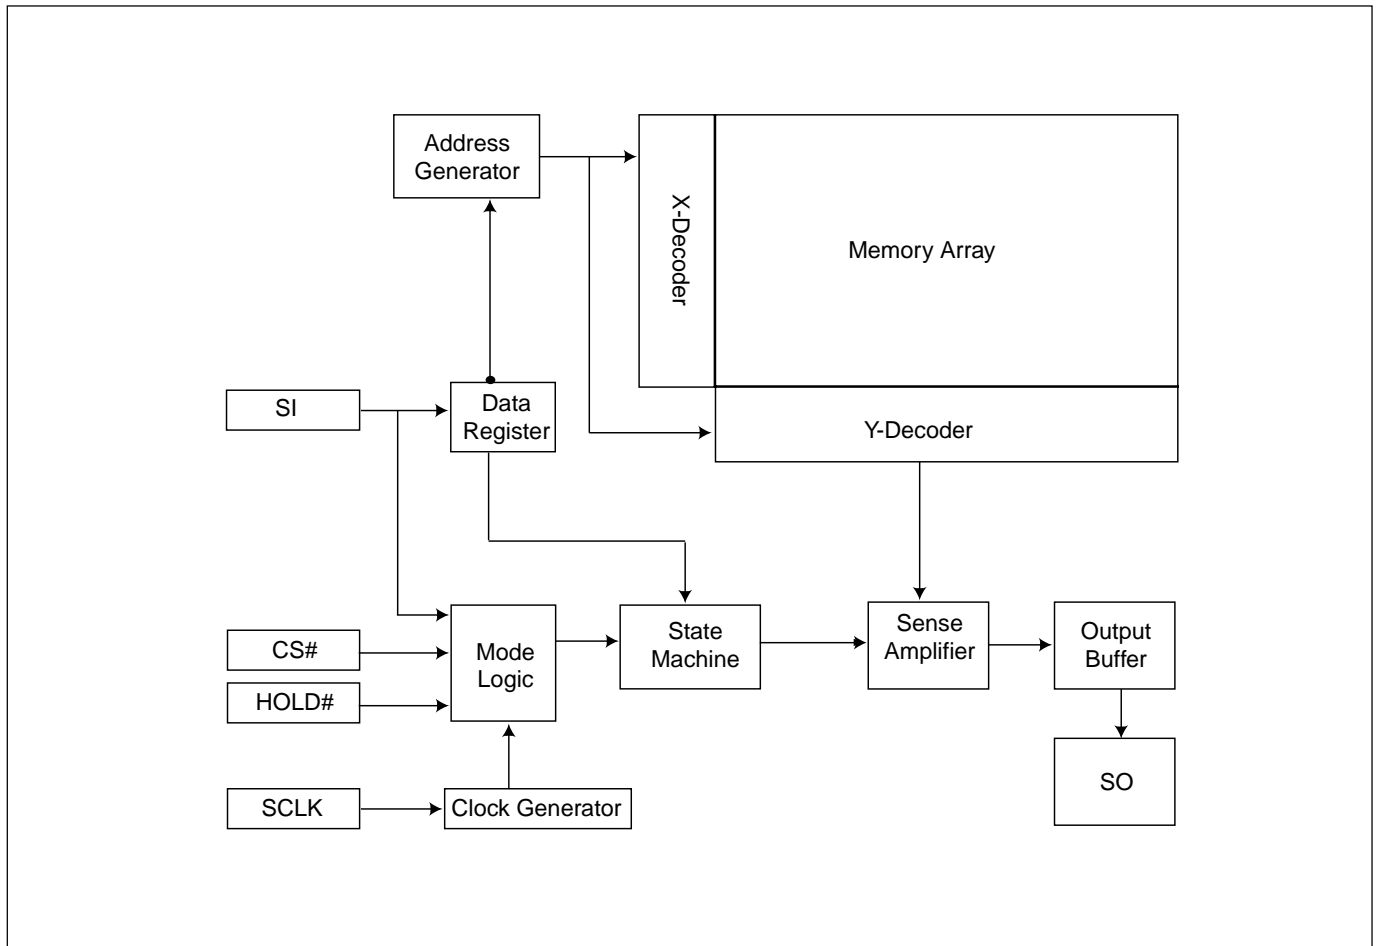 Address
Generator
X-Decoder
Memory Array
SI
Data
Register
Y-Decoder
CS#
HOLD#
Mode
Logic
State
Machine
Sense
Amplifier
Output
Buffer
SCLK
Clock Generator
SO